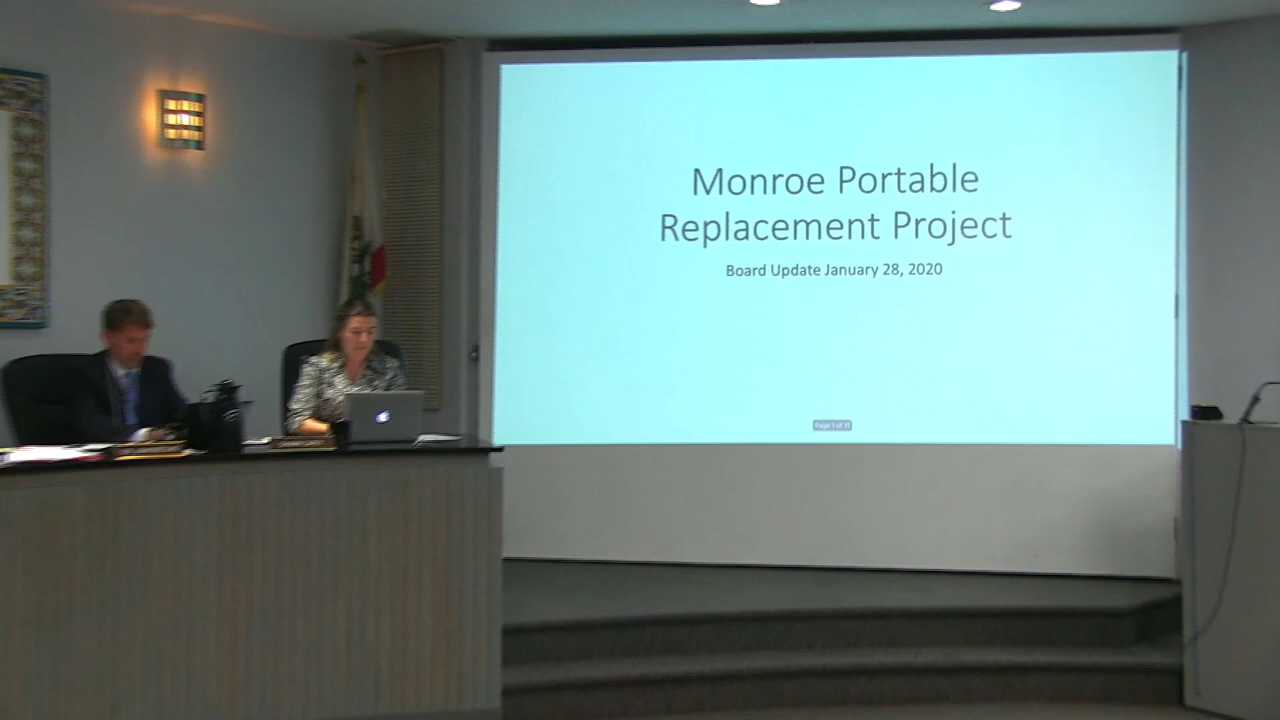 Monroe Portable
Replacement Project
Board Update January 28, 2020